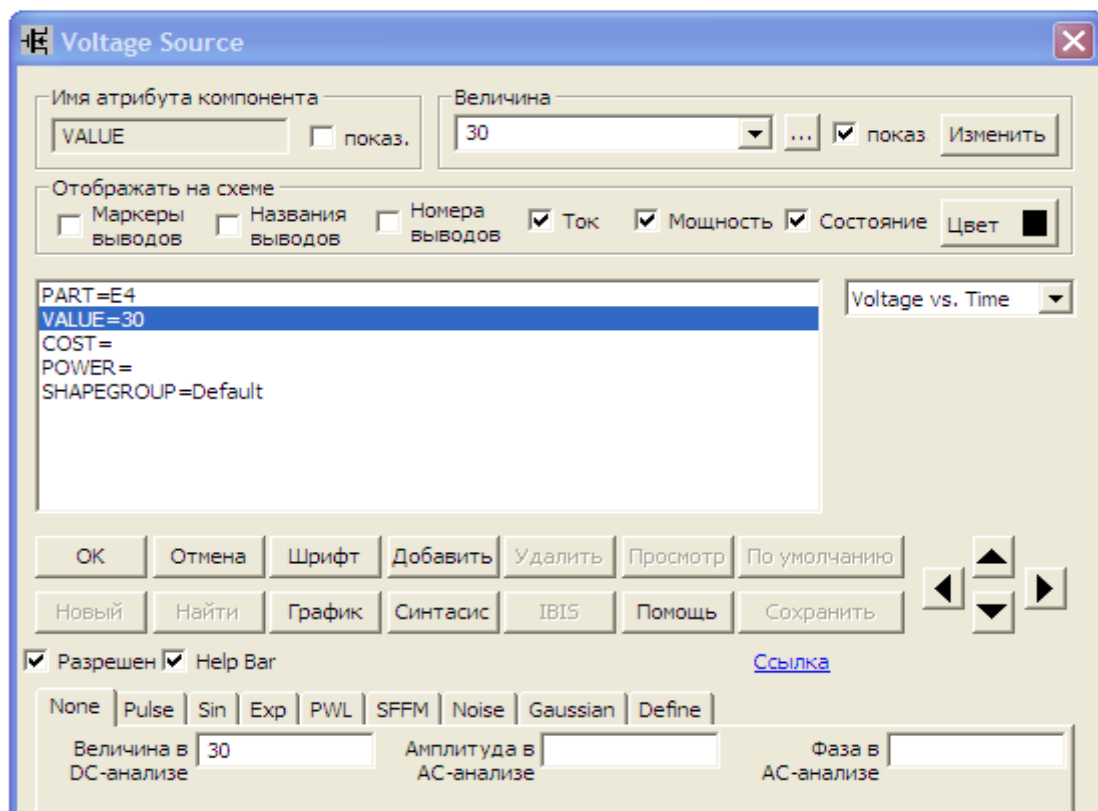 Voltage Source
Имя атрибута компонента
VALUE
показ.
Величина
30
...
показ
Изменить
Отображать на схеме
Маркеры
выводов
Названия
выводов
Номера
выводов
Ток
Мощность
Состояние
Цвет
PART=E4
VALUE=30
COST=
POWER=
SHAPEGROUP=Default
Voltage vs. Time
OK
Отмена
Шрифт
Добавить
Удалить
Просмотр
По умолчанию
Новый
Найти
График
Синтасис
IBIS
Помощь
Сохранить
Разрешен
Help Bar
Ссылка
None
Pulse
Sin
Exp
PWL
SFFM
Noise
Gaussian
Define
Величина в
DC-анализе
30
Амплитуда в
AC-анализе
Фаза в
AC-анализе